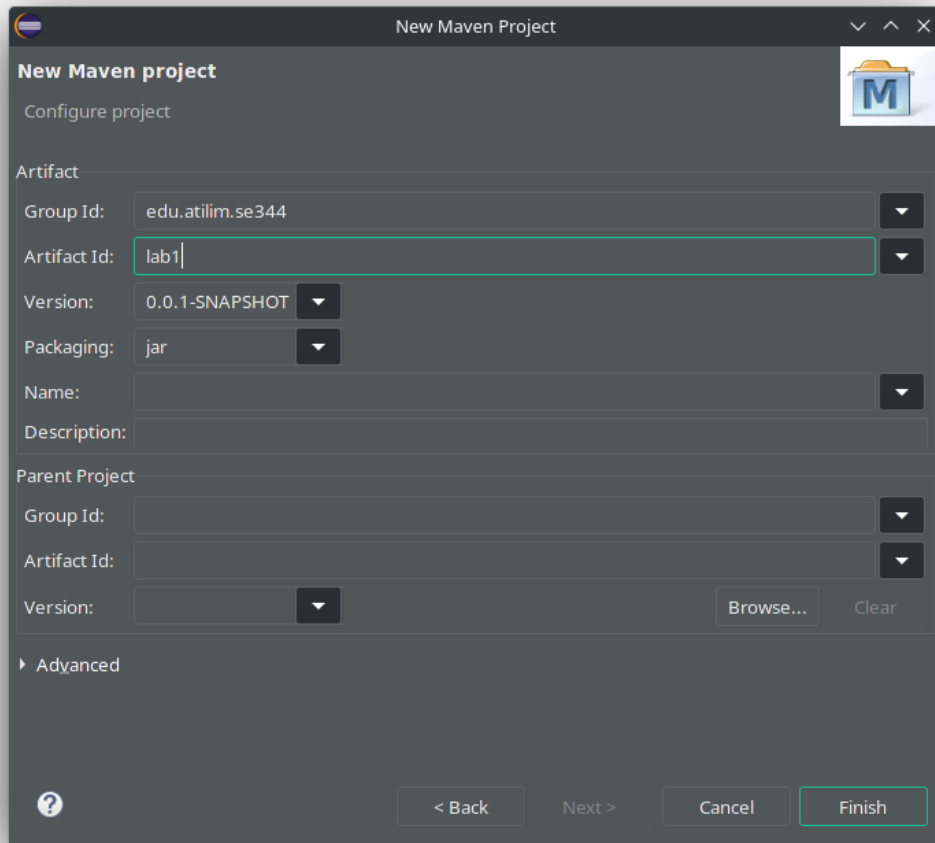 New Maven Project
New Maven project
Configure project
M
Artifact
Group Id: edu.atilim.se344
Artifact Id: lab1
Version: 0.0.1-SNAPSHOT
Packaging: jar
Name:
Description:
Parent Project
Group Id:
Artifact Id:
Version: Browse... Clear
Advanced
? < Back Next > Cancel Finish